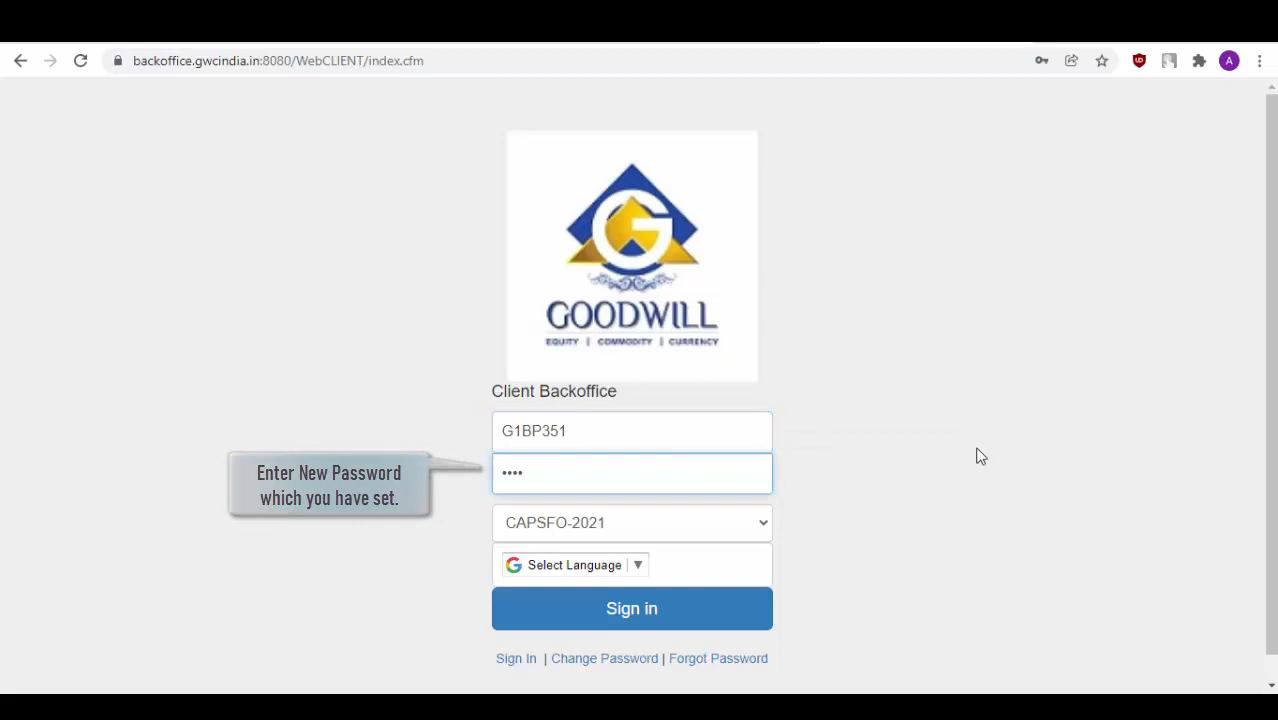 backoffice.gwcindia.in:8080/WebCLIENT/index.cfm
A
GOODWILL
EQUITY | COMMODITY | CURRENCY
Client Backoffice
G1BP351
••••
Enter New Password
which you have set.
CAPSFO-2021
Select Language ▼
Sign in
Sign In | Change Password | Forgot Password